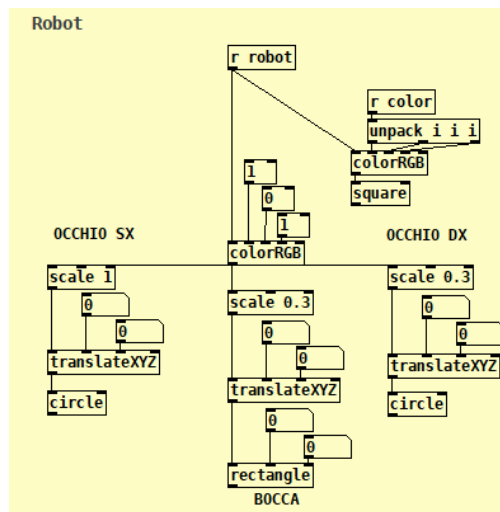 Robot
r robot
r color
unpack i i i
colorRGB
square
1
0
1
colorRGB
OCCHIO SX
OCCHIO DX
scale 1
0
0
translateXYZ
circle
scale 0.3
0
0
translateXYZ
0
0
rectangle
BOCCA
scale 0.3
0
0
translateXYZ
circle